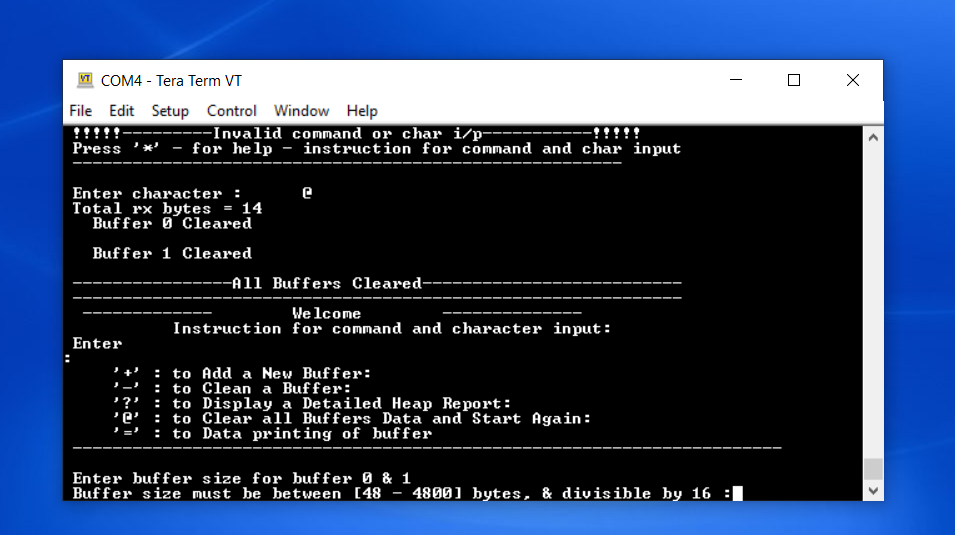 VT COM4 - Tera Term VT
File Edit Setup Control Window Help
!!!!!---------Invalid command or char i/p-----------!!!!!
Press '*' - for help - instruction for command and char input
-------------------------------------------------------
Enter character : @
Total rx bytes = 14
Buffer 0 Cleared
Buffer 1 Cleared
----------------All Buffers Cleared--------------------------
-------------------------------------------------------------
------------- Welcome --------------
Instruction for command and character input:
Enter
:
'+' : to Add a New Buffer:
'-' : to Clean a Buffer:
'?' : to Display a Detailed Heap Report:
'@' : to Clear all Buffers Data and Start Again:
'=' : to Data printing of buffer
-----------------------------------------------------------------------
Enter buffer size for buffer 0 & 1
Buffer size must be between [48 - 4800] bytes, & divisible by 16 :